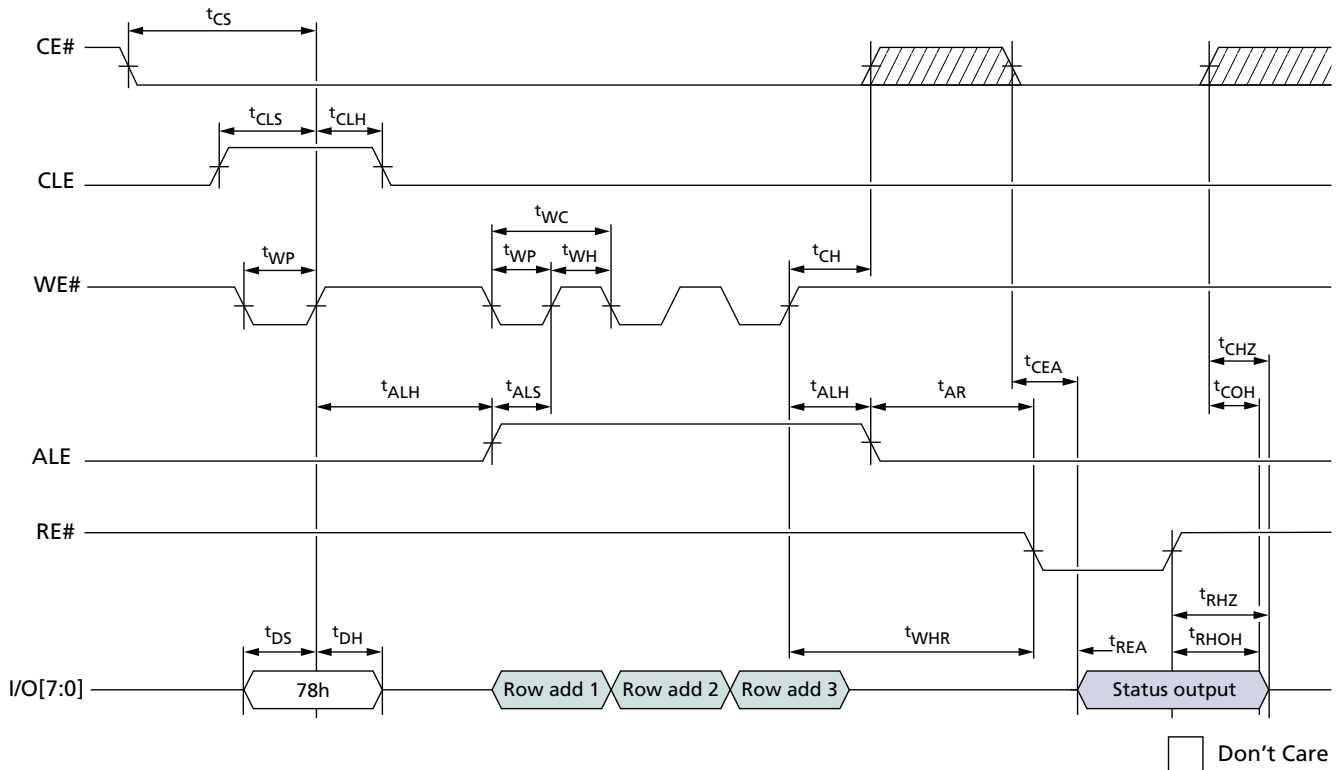 tCS
CE#
tCLS tCLH
CLE
tWC
tWP tWP tWH tCH
WE#
tCEA tCHZ
tALH tALS tALH tAR tCOH
ALE
RE#
tRHZ
tDS tDH tWHR tREA tRHOH
I/O[7:0] 78h Row add 1 Row add 2 Row add 3 Status output
Don't Care